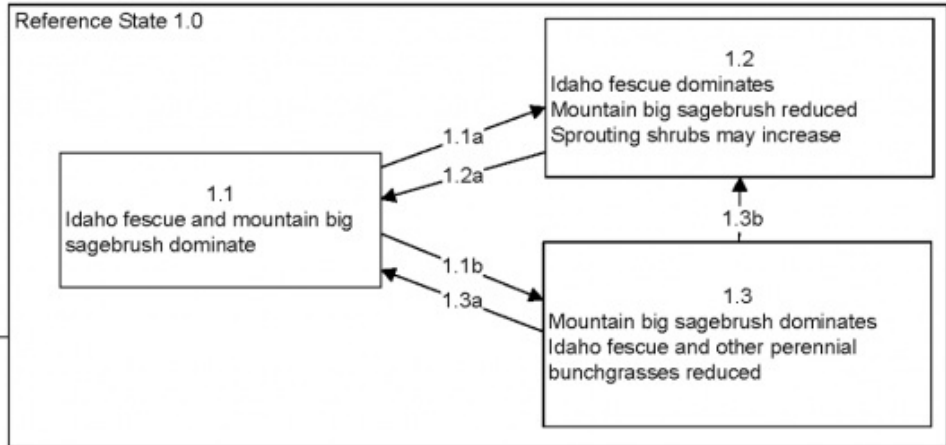 Reference State 1.0
1.2
Idaho fescue dominates
Mountain big sagebrush reduced
Sprouting shrubs may increase
1.1a
1.2a
1.1
Idaho fescue and mountain big
sagebrush dominate
1.3b
1.1b
1.3a
1.3
Mountain big sagebrush dominates
Idaho fescue and other perennial
bunchgrasses reduced